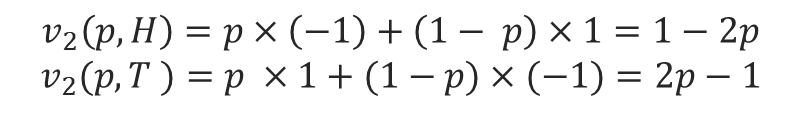 v₂(p, H) = p × (−1) + (1 − p) × 1 = 1 − 2p
v₂(p, T ) = p × 1 + (1 − p) × (−1) = 2p − 1